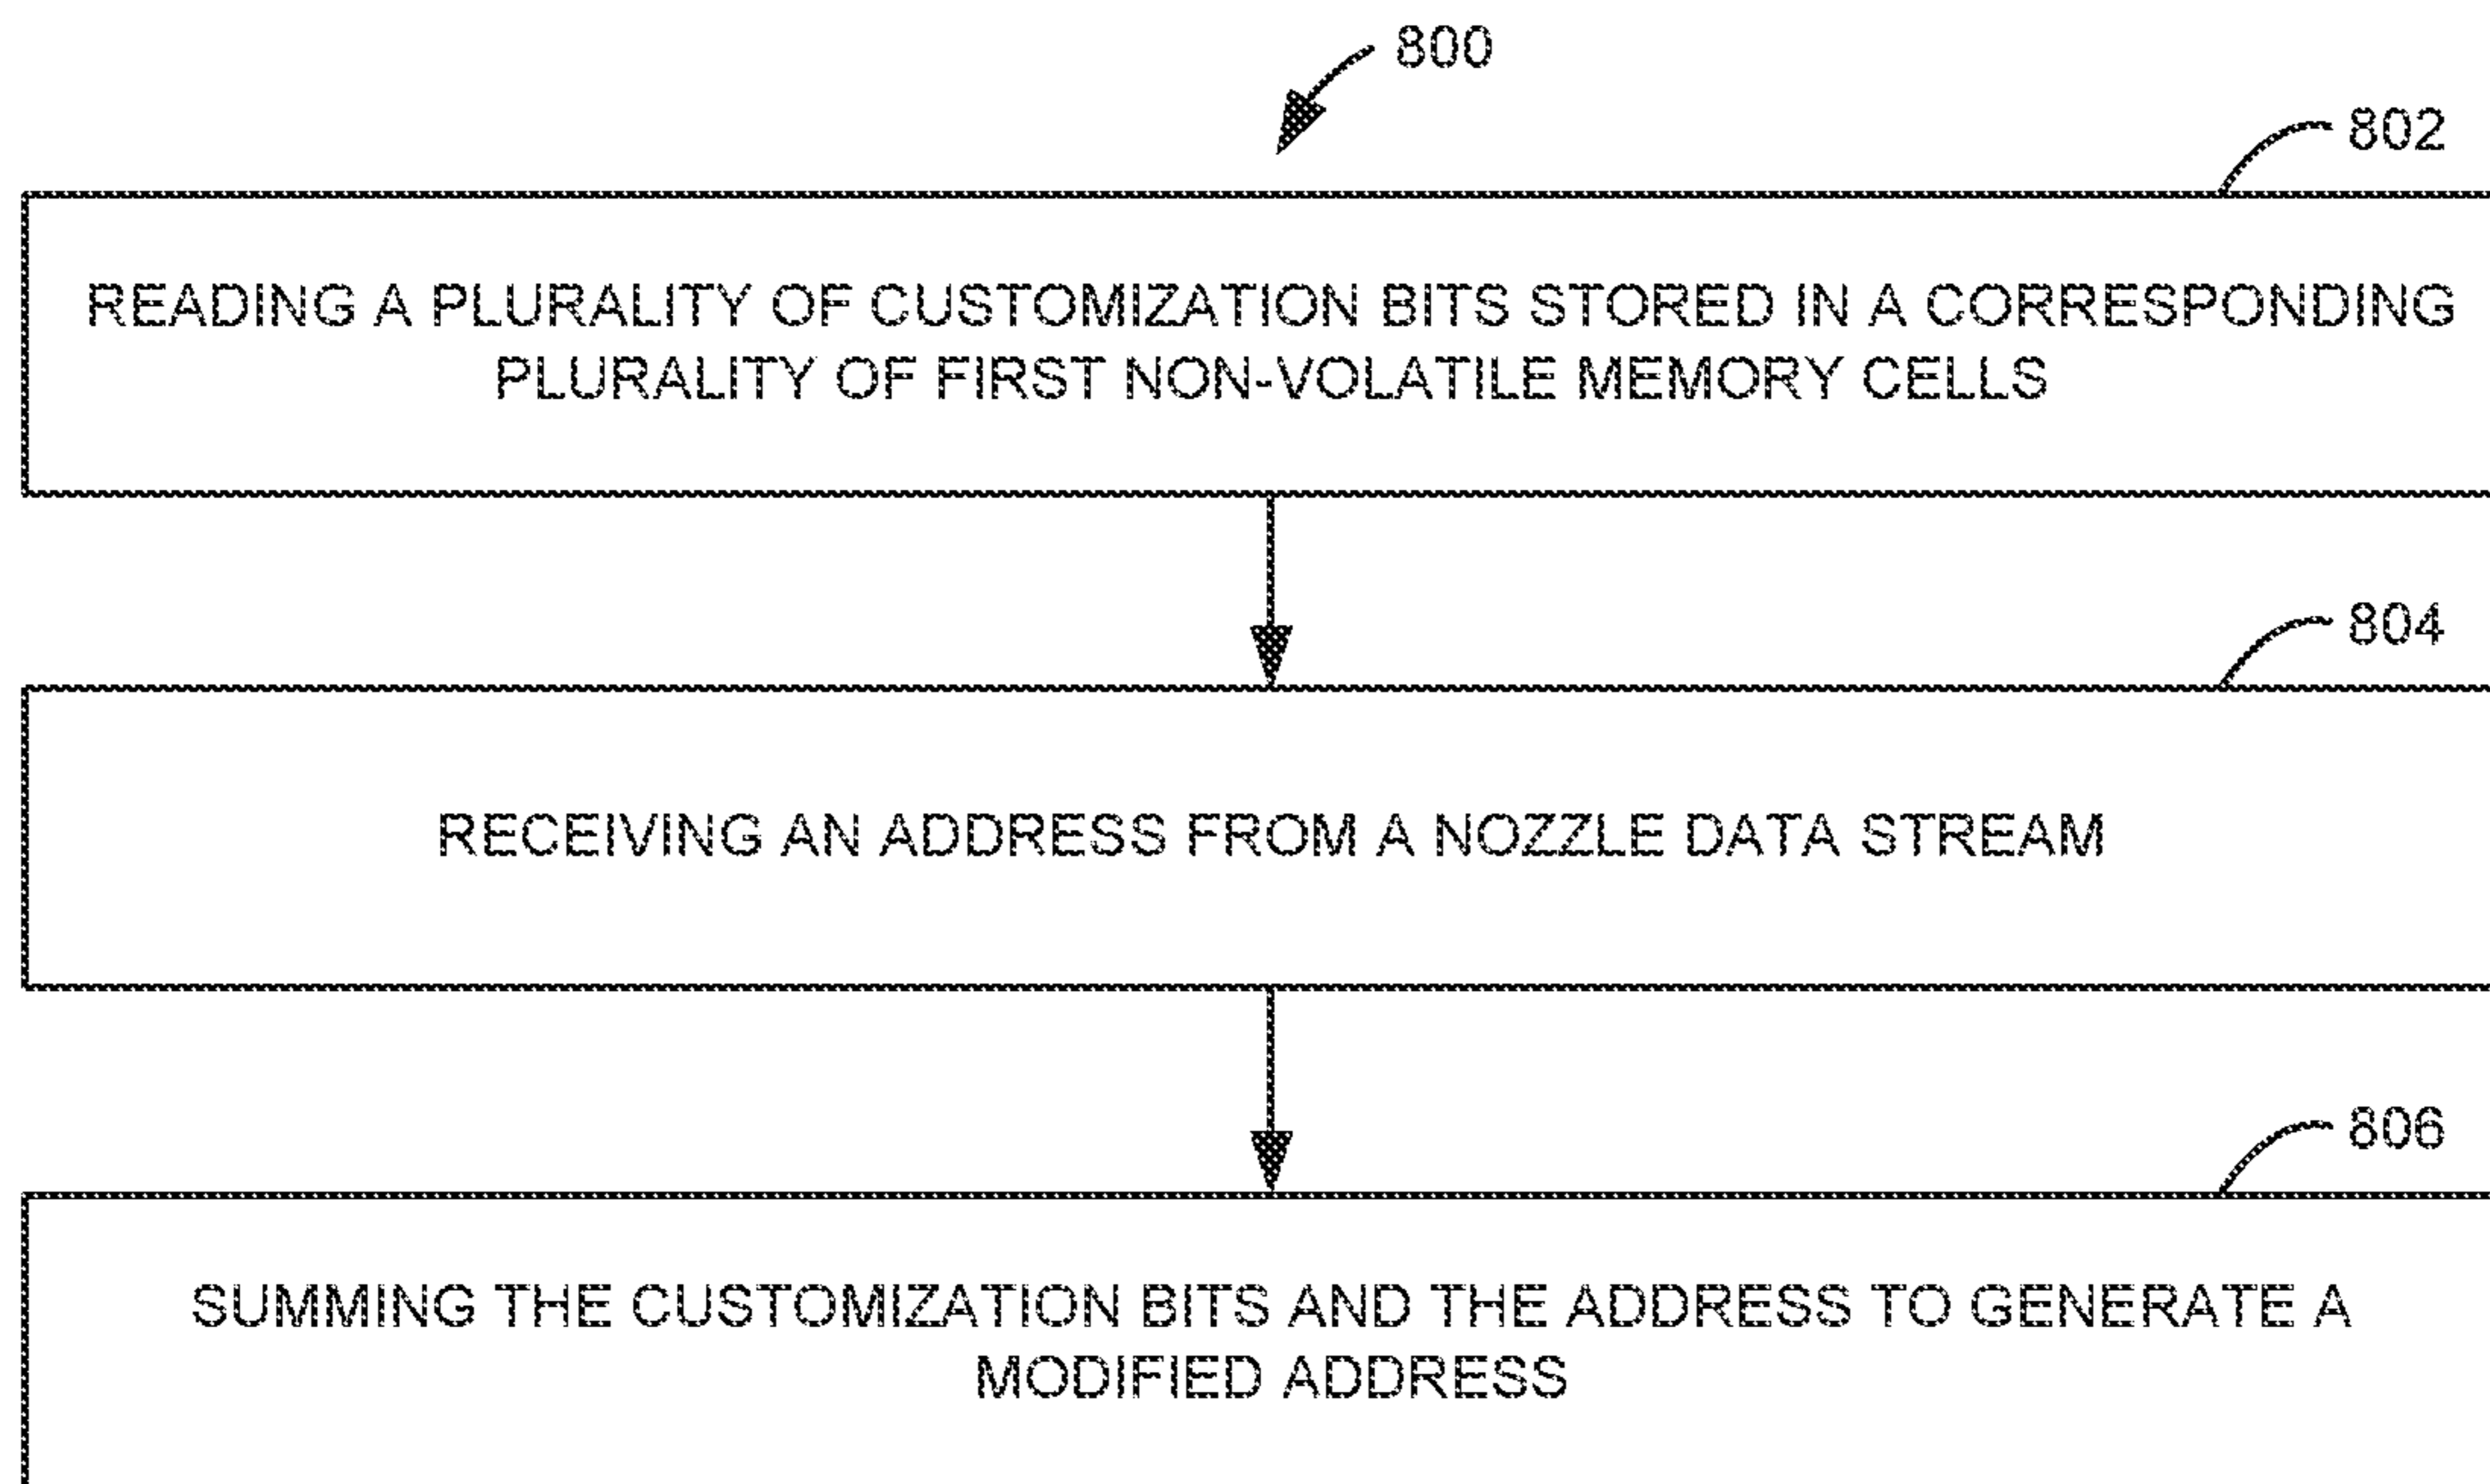 800
802
READING A PLURALITY OF CUSTOMIZATION BITS STORED IN A CORRESPONDING
PLURALITY OF FIRST NON-VOLATILE MEMORY CELLS
804
RECEIVING AN ADDRESS FROM A NOZZLE DATA STREAM
806
SUMMING THE CUSTOMIZATION BITS AND THE ADDRESS TO GENERATE A
MODIFIED ADDRESS